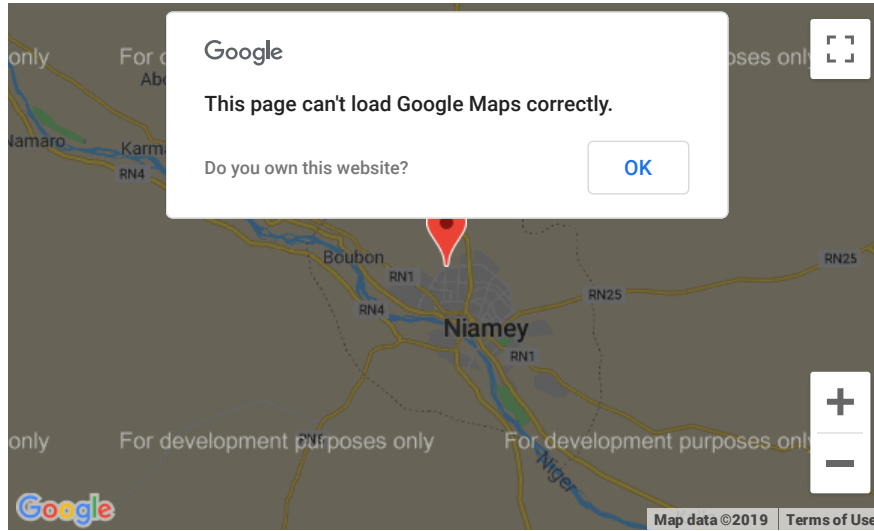 Google
This page can't load Google Maps correctly.
Do you own this website?
OK
only
For
oses only
Namaro
Karma
RN4
Boubon
RN1
RN4
RN25
RN25
Niamey
RN1
only
For development purposes only
For development purposes only
RN6
Niger
Google
Map data ©2019
Terms of Use